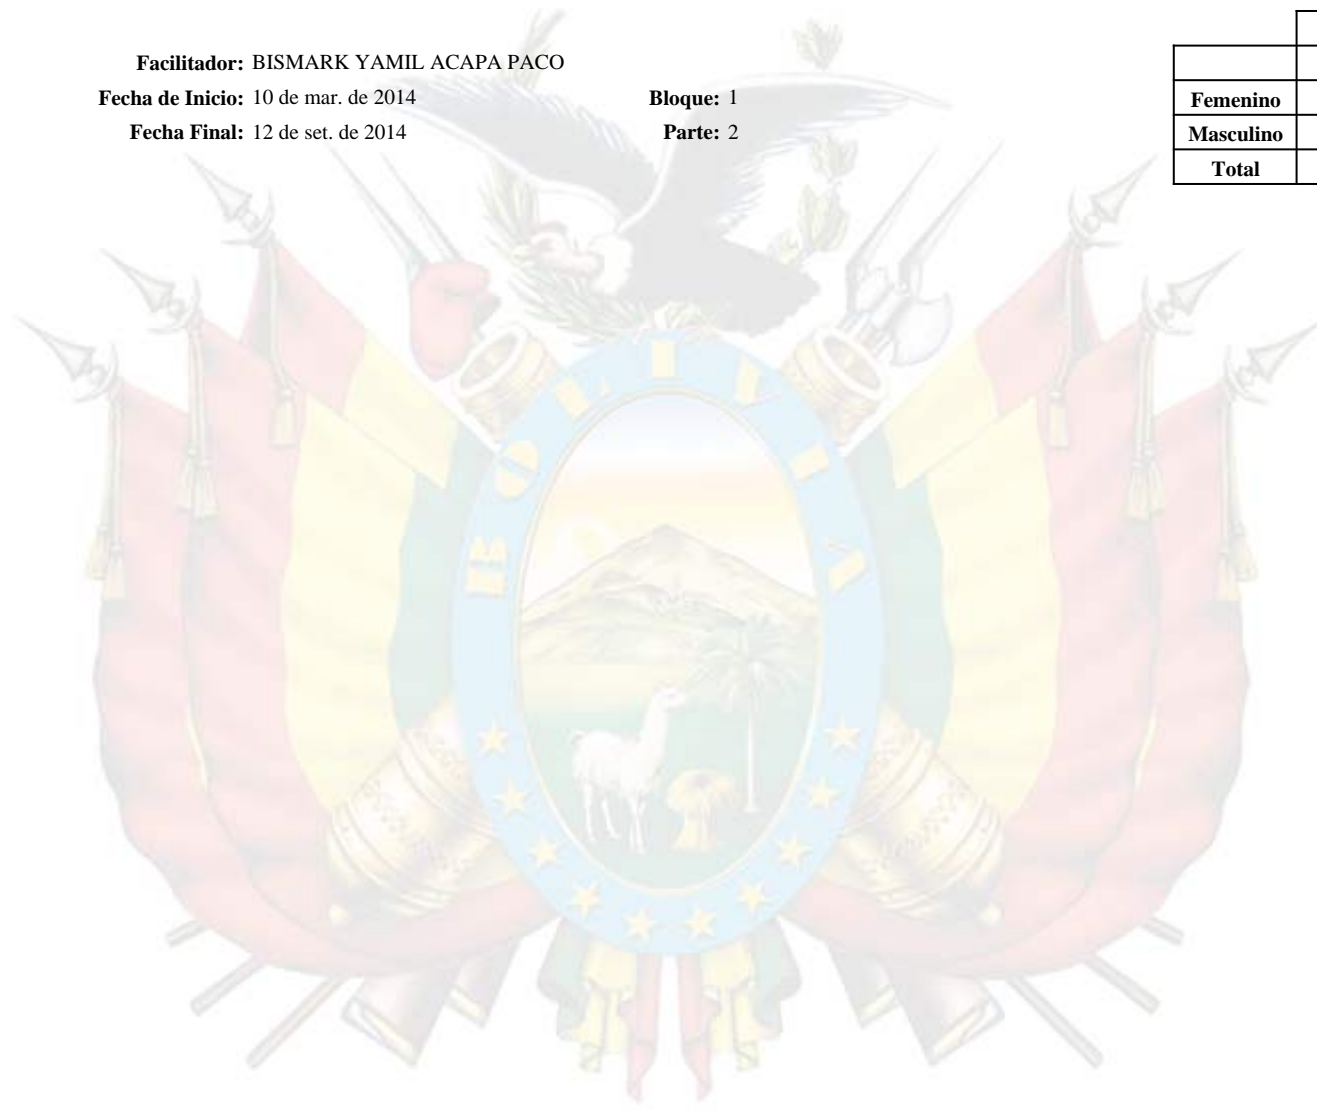 Facilitador: BISMARK YAMIL ACAPA PACO
Fecha de Inicio: 10 de mar. de 2014 Bloque: 1
Fecha Final: 12 de set. de 2014 Parte: 2
Femenino
Masculino
Total
BOLIVIA